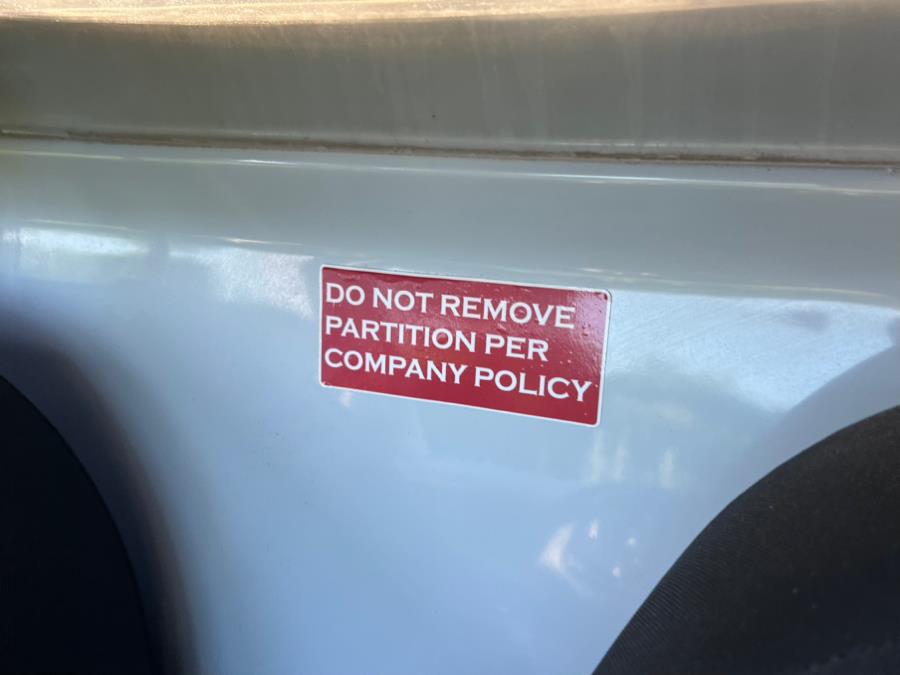 DO NOT REMOVE
PARTITION PER
COMPANY POLICY